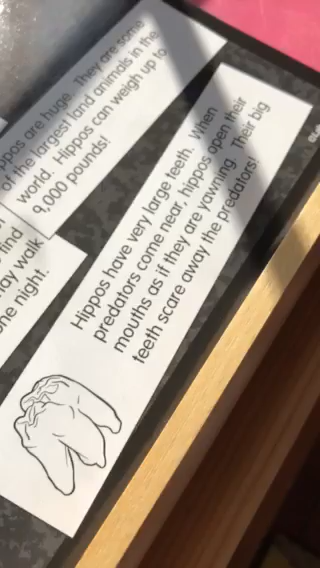 ppos are huge. They are some
of the largest land animals in the
world. Hippos can weigh up to
9,000 pounds!
find
ay walk
ne night.
Hippos have very large teeth. When
predators come near, hippos open their
mouths as if they are yawning. Their big
teeth scare away the predators!